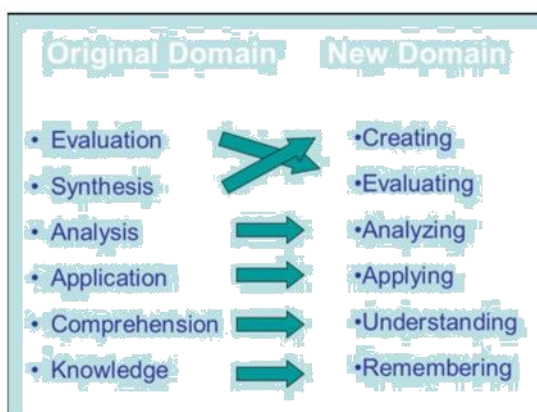 Original Domain New Domain
• Evaluation •Creating
• Synthesis •Evaluating
• Analysis •Analyzing
• Application •Applying
• Comprehension •Understanding
• Knowledge •Remembering